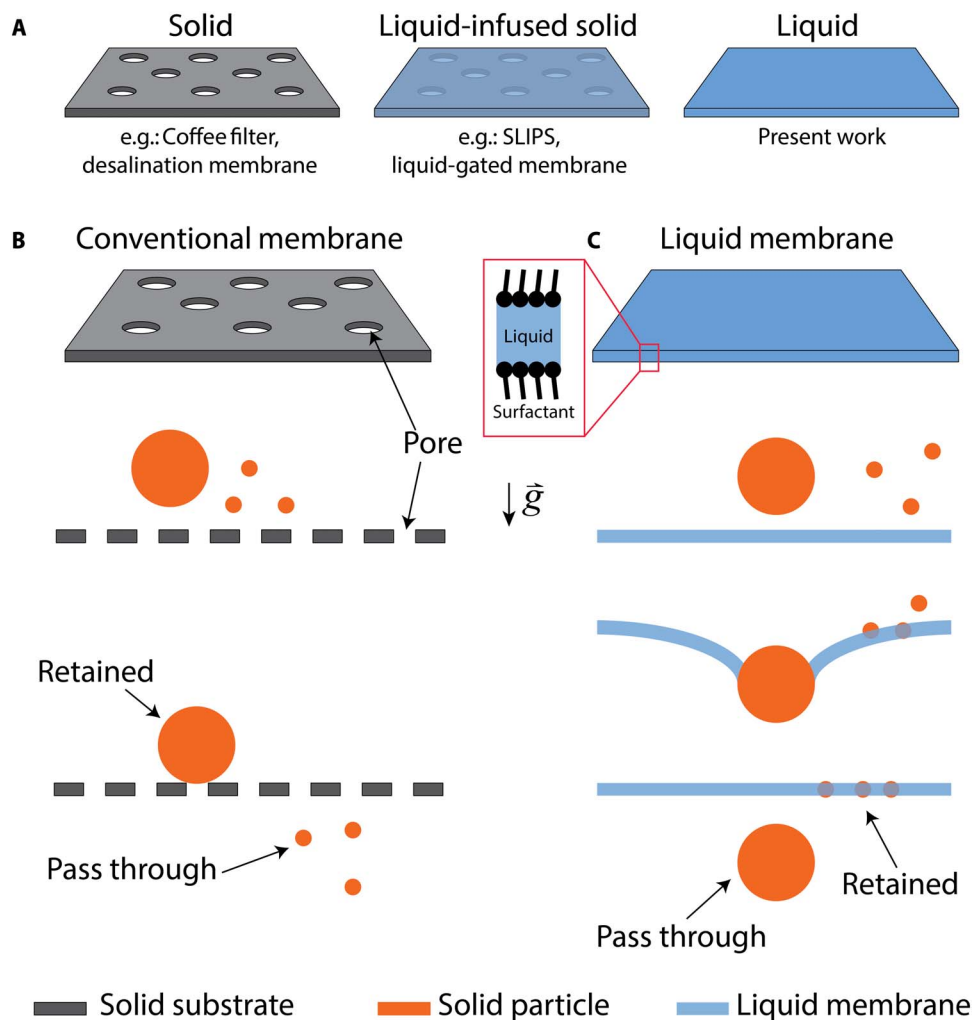 A
Solid
Liquid-infused solid
Liquid
e.g.: Coffee filter,
desalination membrane
e.g.: SLIPS,
liquid-gated membrane
Present work
B
Conventional membrane
C
Liquid membrane
Liquid
Surfactant
Pore
g⃗
Retained
Pass through
Retained
Pass through
Solid substrate
Solid particle
Liquid membrane